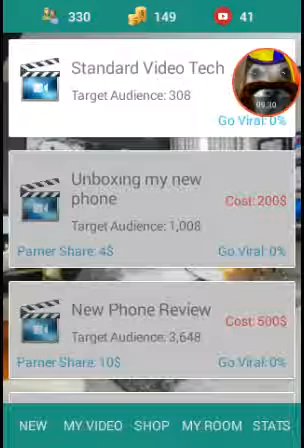 330 149 41
Standard Video Tech
Target Audience: 308
09:30
Go Viral: 0%
Unboxing my new
phone
Cost: 200$
Target Audience: 1,008
Parner Share: 4$ Go Viral: 0%
New Phone Review
Cost: 500$
Target Audience: 3,648
Parner Share: 10$ Go Viral: 0%
NEW MY VIDEO SHOP MY ROOM STATS